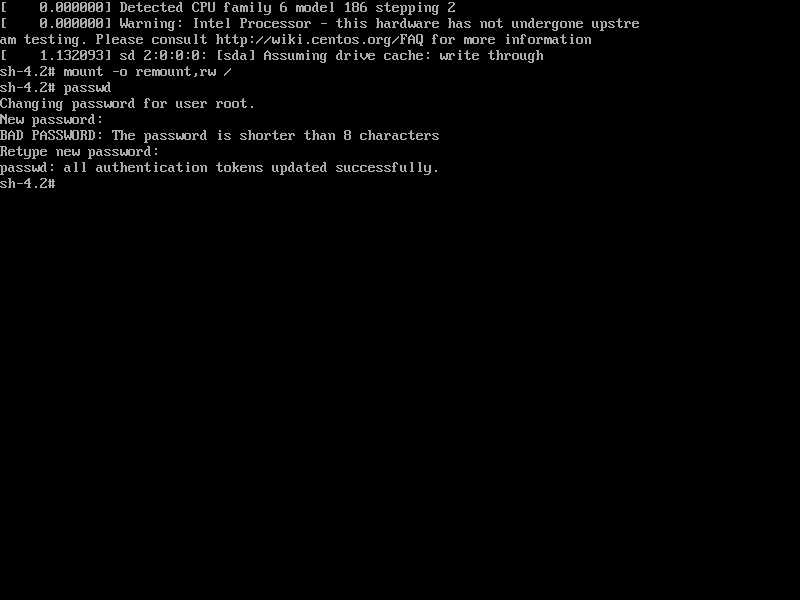 [    0.000000] Detected CPU family 6 model 186 stepping 2
[    0.000000] Warning: Intel Processor - this hardware has not undergone upstre
am testing. Please consult http://wiki.centos.org/FAQ for more information
[    1.132093] sd 2:0:0:0: [sda] Assuming drive cache: write through
sh-4.2# mount -o remount,rw /
sh-4.2# passwd
Changing password for user root.
New password:
BAD PASSWORD: The password is shorter than 8 characters
Retype new password:
passwd: all authentication tokens updated successfully.
sh-4.2#